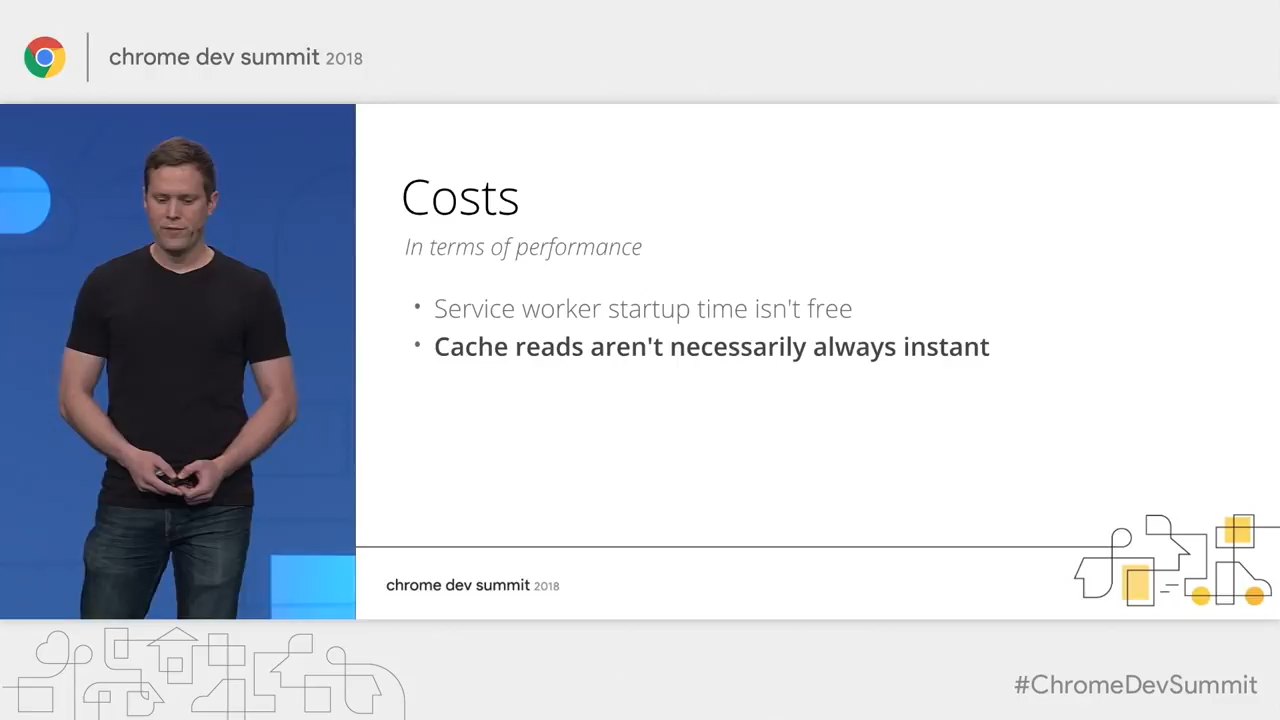 chrome dev summit 2018
Costs
In terms of performance
• Service worker startup time isn't free
• Cache reads aren't necessarily always instant
chrome dev summit 2018
#ChromeDevSummit